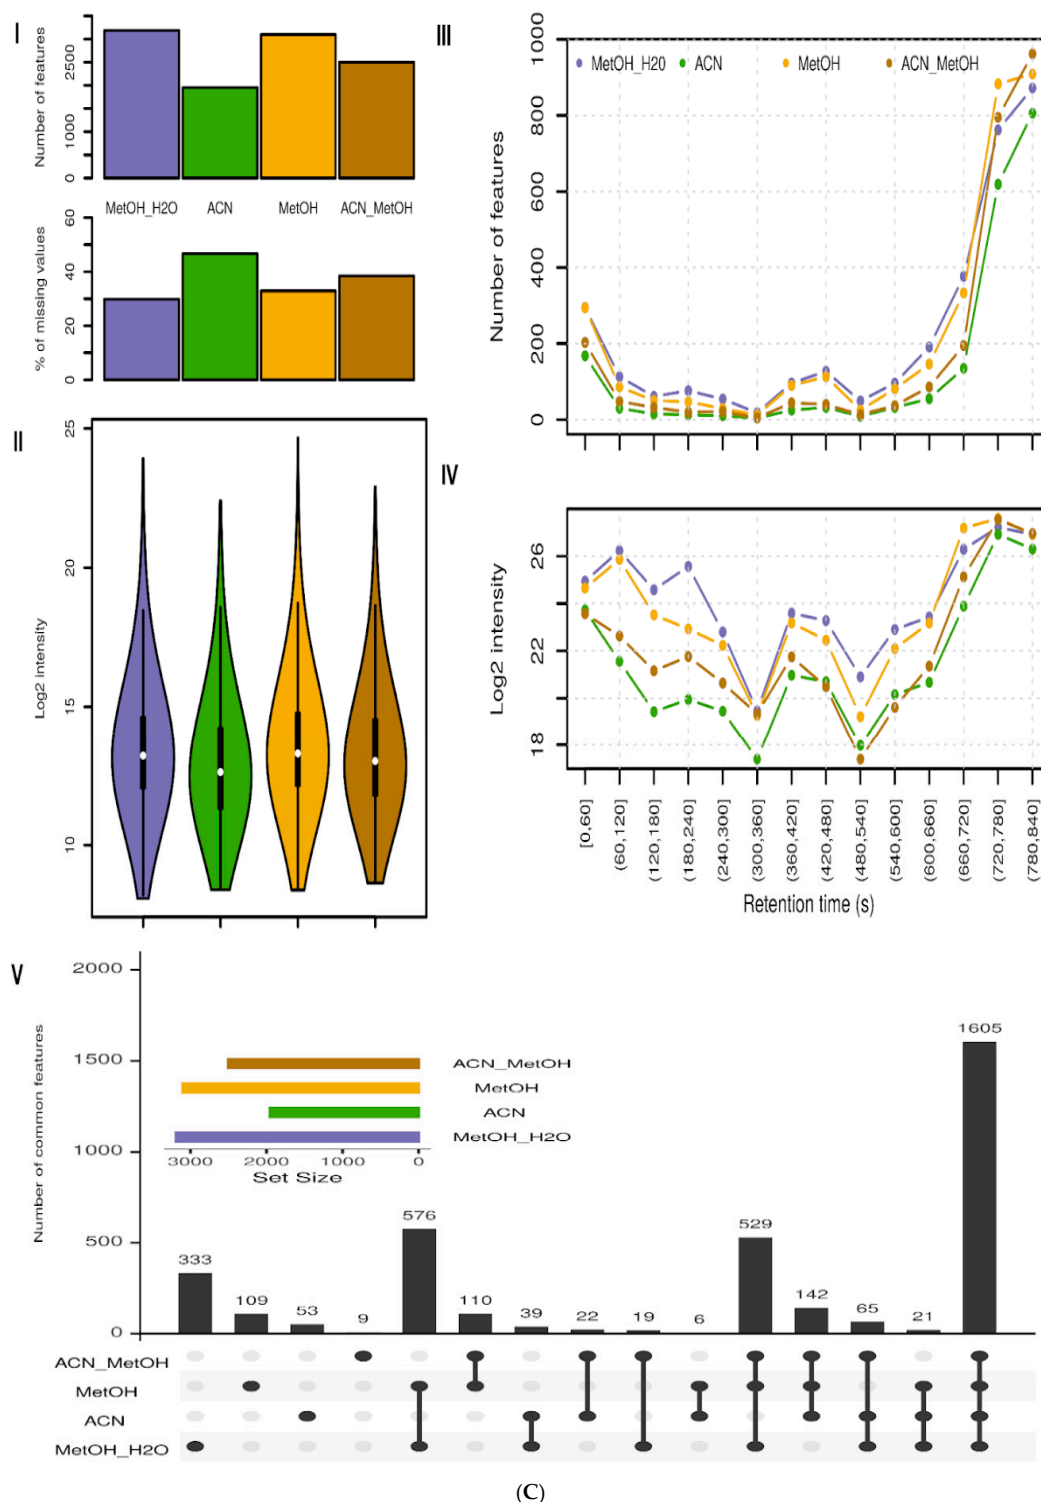 I
Number of features
0
1000
2500
MetOH_H2O
ACN
MetOH
ACN_MetOH
% of missing values
0
20
40
60
II
Log2 intensity
10
15
20
25
III
MetOH_H20
ACN
MetOH
ACN_MetOH
Number of features
0
200
400
600
800
1000
IV
Log2 intensity
18
22
26
[0,60]
(60,120]
(120,180]
(180,240]
(240,300]
(300,360]
(360,420]
(420,480]
(480,540]
(540,600]
(600,660]
(660,720]
(720,780]
(780,840]
Retention time (s)
V
Number of common features
2000
1500
1000
500
0
ACN_MetOH
MetOH
ACN
MetOH_H2O
3000
2000
1000
0
Set Size
333
109
53
9
576
110
39
22
19
6
529
142
65
21
1605
ACN_MetOH
MetOH
ACN
MetOH_H2O
(C)